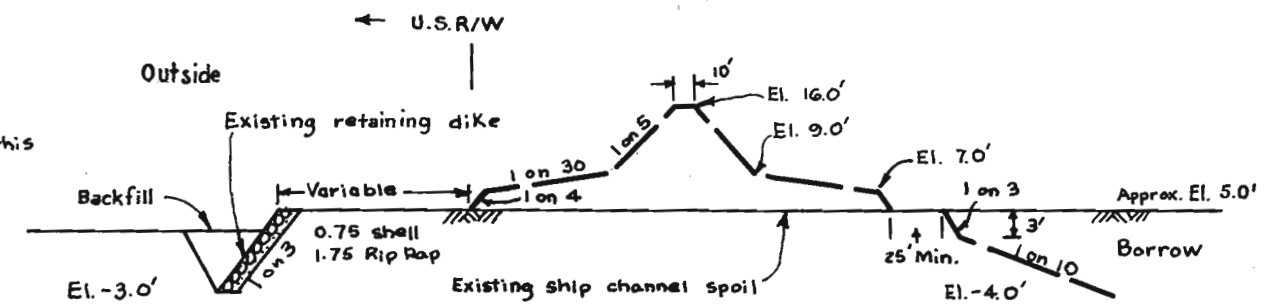 ← U.S.R/W
Outside
10'
El. 16.0'
Existing retaining dike
1 on 5
El. 9.0'
his
1 on 30
El. 7.0'
Backfill
Variable
1 on 4
1 on 3
Approx. El. 5.0'
0.75 shell
1.75 Rip Rap
1 on 3
3'
25' Min.
Borrow
1 on 10
El.-3.0'
Existing ship channel spoil
El.-4.0'